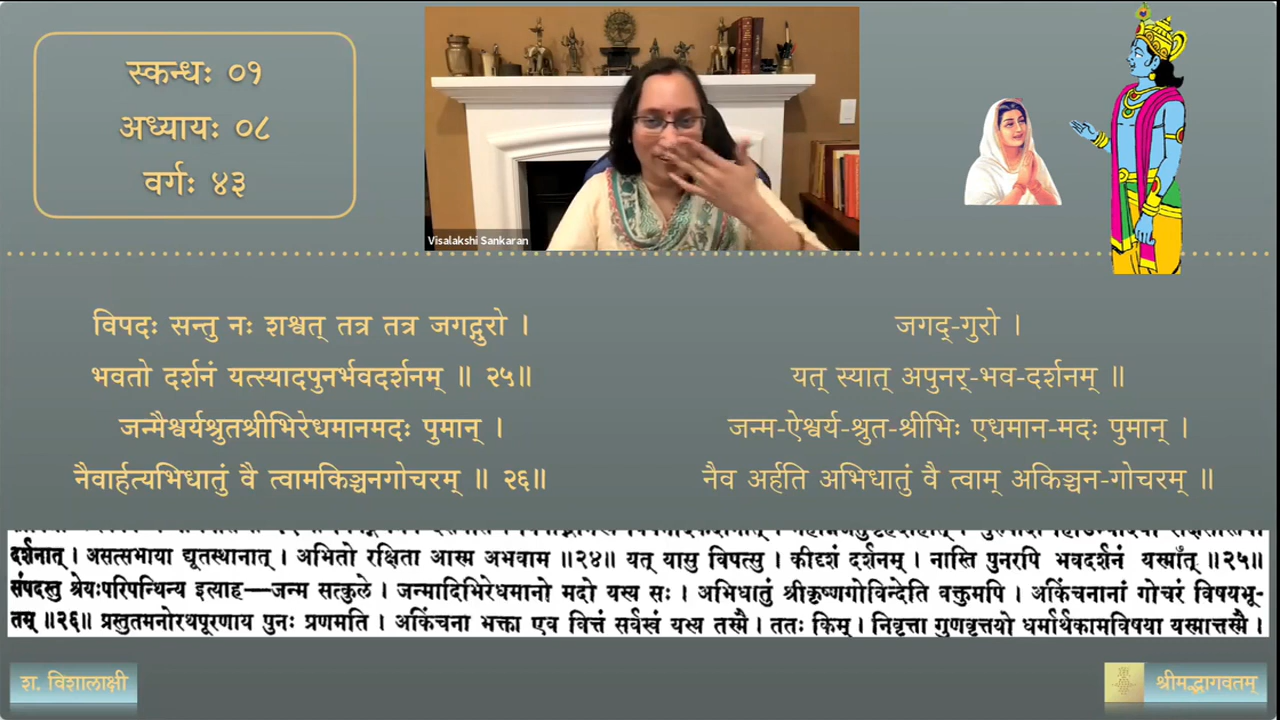 स्कन्धः ०१
अध्यायः ०८
वर्गः ४३
Visalakshi Sankaran
विपदः सन्तु नः शश्वत् तत्र तत्र जगद्गुरो ।
भवतो दर्शनं यत्स्यादपुनर्भवदर्शनम् ॥ २५॥
जन्मैश्वर्यश्रुतश्रीभिरेधमानमदः पुमान् ।
नैवार्हत्यभिधातुं वै त्वामकिञ्चनगोचरम् ॥ २६॥
जगद्-गुरो ।
यत् स्यात् अपुनर्-भव-दर्शनम् ॥
जन्म-ऐश्वर्य-श्रुत-श्रीभिः एधमान-मदः पुमान् ।
नैव अर्हति अभिधातुं वै त्वाम् अकिञ्चन-गोचरम् ॥
दर्शनात् । असत्सभाया द्यूतस्थानात् । अभितो रक्षिता आस्म अभवाम ॥२४॥ यत् यासु विपत्सु । कीदृशं दर्शनम् । नास्ति पुनरपि भवदर्शनं यस्माँत् ॥२५॥
संपदस्तु श्रेयःपरिपन्थिन्य इत्याह—जन्म सत्कुले । जन्मादिभिरेधमानो मदो यस्य सः । अभिधातुं श्रीकृष्णगोविन्देति वक्तुमपि । अकिंचनानां गोचरं विषयभू-
तम् ॥२६॥ प्रस्तुतमनोरथपूरणाय पुनः प्रणमति । अकिंचना भक्ता एव वित्तं सर्वस्वं यस्य तस्मै । ततः किम् । निवृत्ता गुणवृत्तयो धर्मार्थकामविषया यस्मात्तस्मै ।
श. विशालाक्षी
श्रीमद्भागवतम्